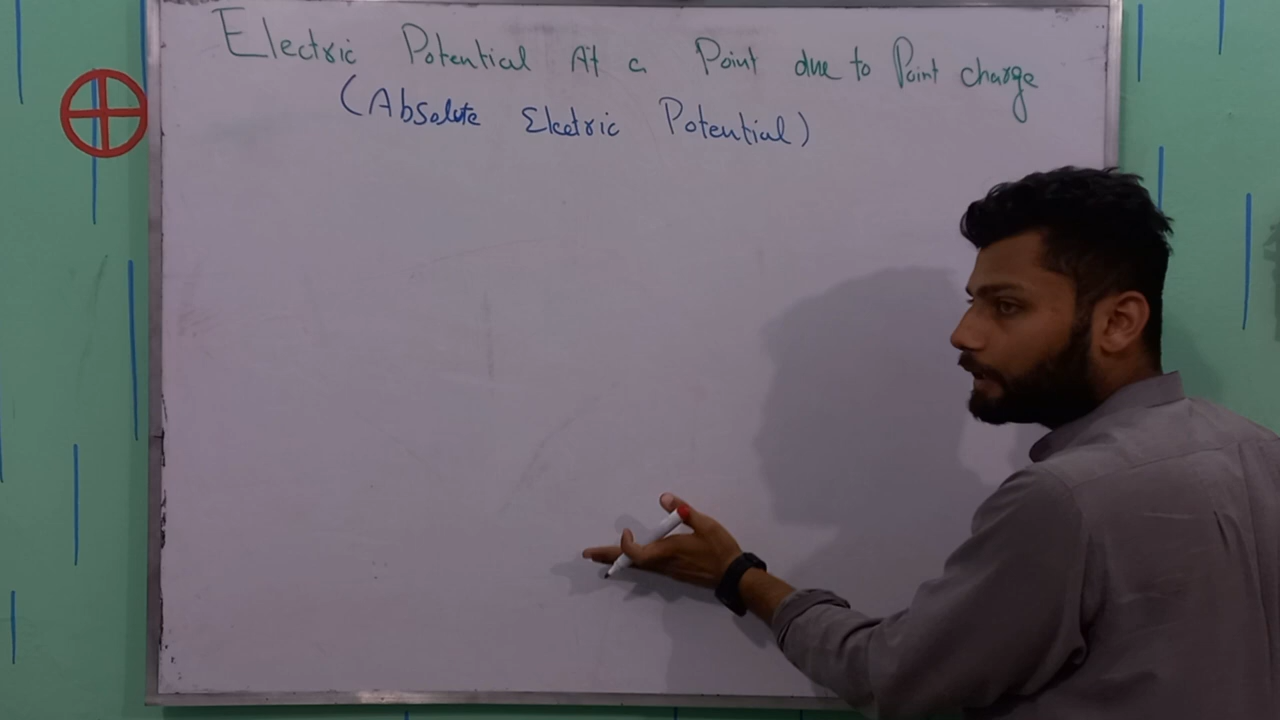 Electric Potential At a Point due to Point charge
(Absolute Electric Potential)